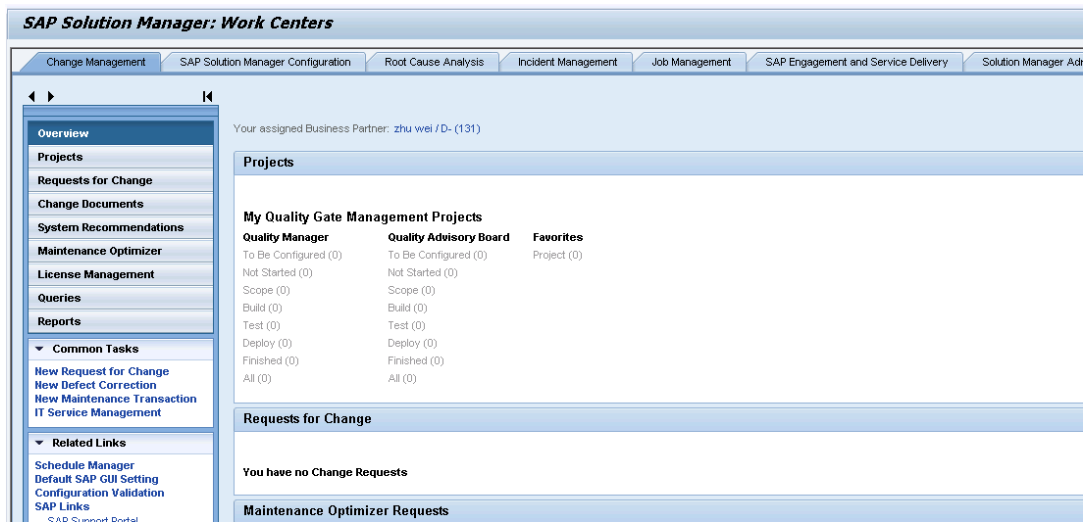 SAP Solution Manager: Work Centers
Change Management SAP Solution Manager Configuration Root Cause Analysis Incident Management Job Management SAP Engagement and Service Delivery Solution Manager Adr
Overview
Projects
Requests for Change
Change Documents
System Recommendations
Maintenance Optimizer
License Management
Queries
Reports
Common Tasks
New Request for Change
New Defect Correction
New Maintenance Transaction
IT Service Management
Related Links
Schedule Manager
Default SAP GUI Setting
Configuration Validation
SAP Links
SAP Support Portal
Your assigned Business Partner: zhu wei / D- (131)
Projects
My Quality Gate Management Projects
Quality Manager Quality Advisory Board Favorites
To Be Configured (0) To Be Configured (0) Project (0)
Not Started (0) Not Started (0)
Scope (0) Scope (0)
Build (0) Build (0)
Test (0) Test (0)
Deploy (0) Deploy (0)
Finished (0) Finished (0)
All (0) All (0)
Requests for Change
You have no Change Requests
Maintenance Optimizer Requests